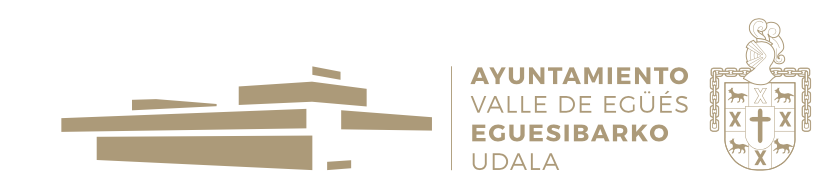 AYUNTAMIENTO
VALLE DE EGÜÉS
EGUESIBARKO
UDALA